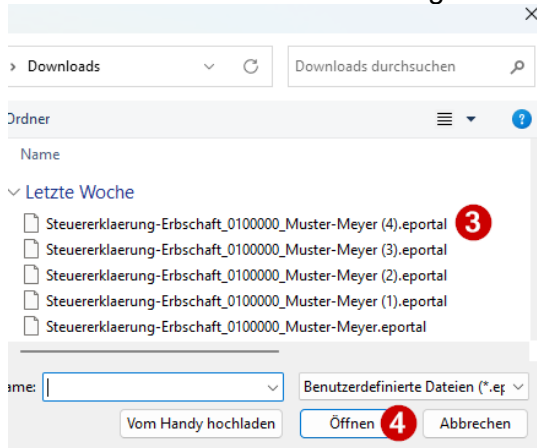 > Downloads
Downloads durchsuchen
Ordner
?
Name
Letzte Woche
Steuererklaerung-Erbschaft_0100000_Muster-Meyer (4).eportal 3
Steuererklaerung-Erbschaft_0100000_Muster-Meyer (3).eportal
Steuererklaerung-Erbschaft_0100000_Muster-Meyer (2).eportal
Steuererklaerung-Erbschaft_0100000_Muster-Meyer (1).eportal
Steuererklaerung-Erbschaft_0100000_Muster-Meyer.eportal
ame: Benutzerdefinierte Dateien (*.ep
Vom Handy hochladen Öffnen 4 Abbrechen